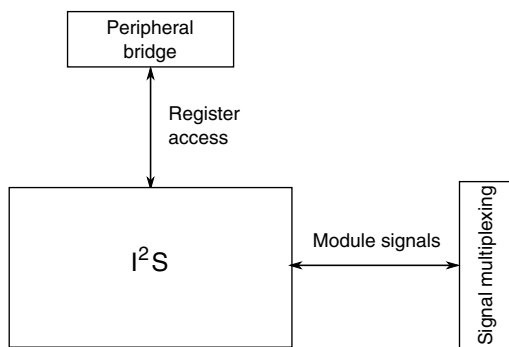 Peripheral
bridge
Register
access
I²S
Module signals
Signal multiplexing